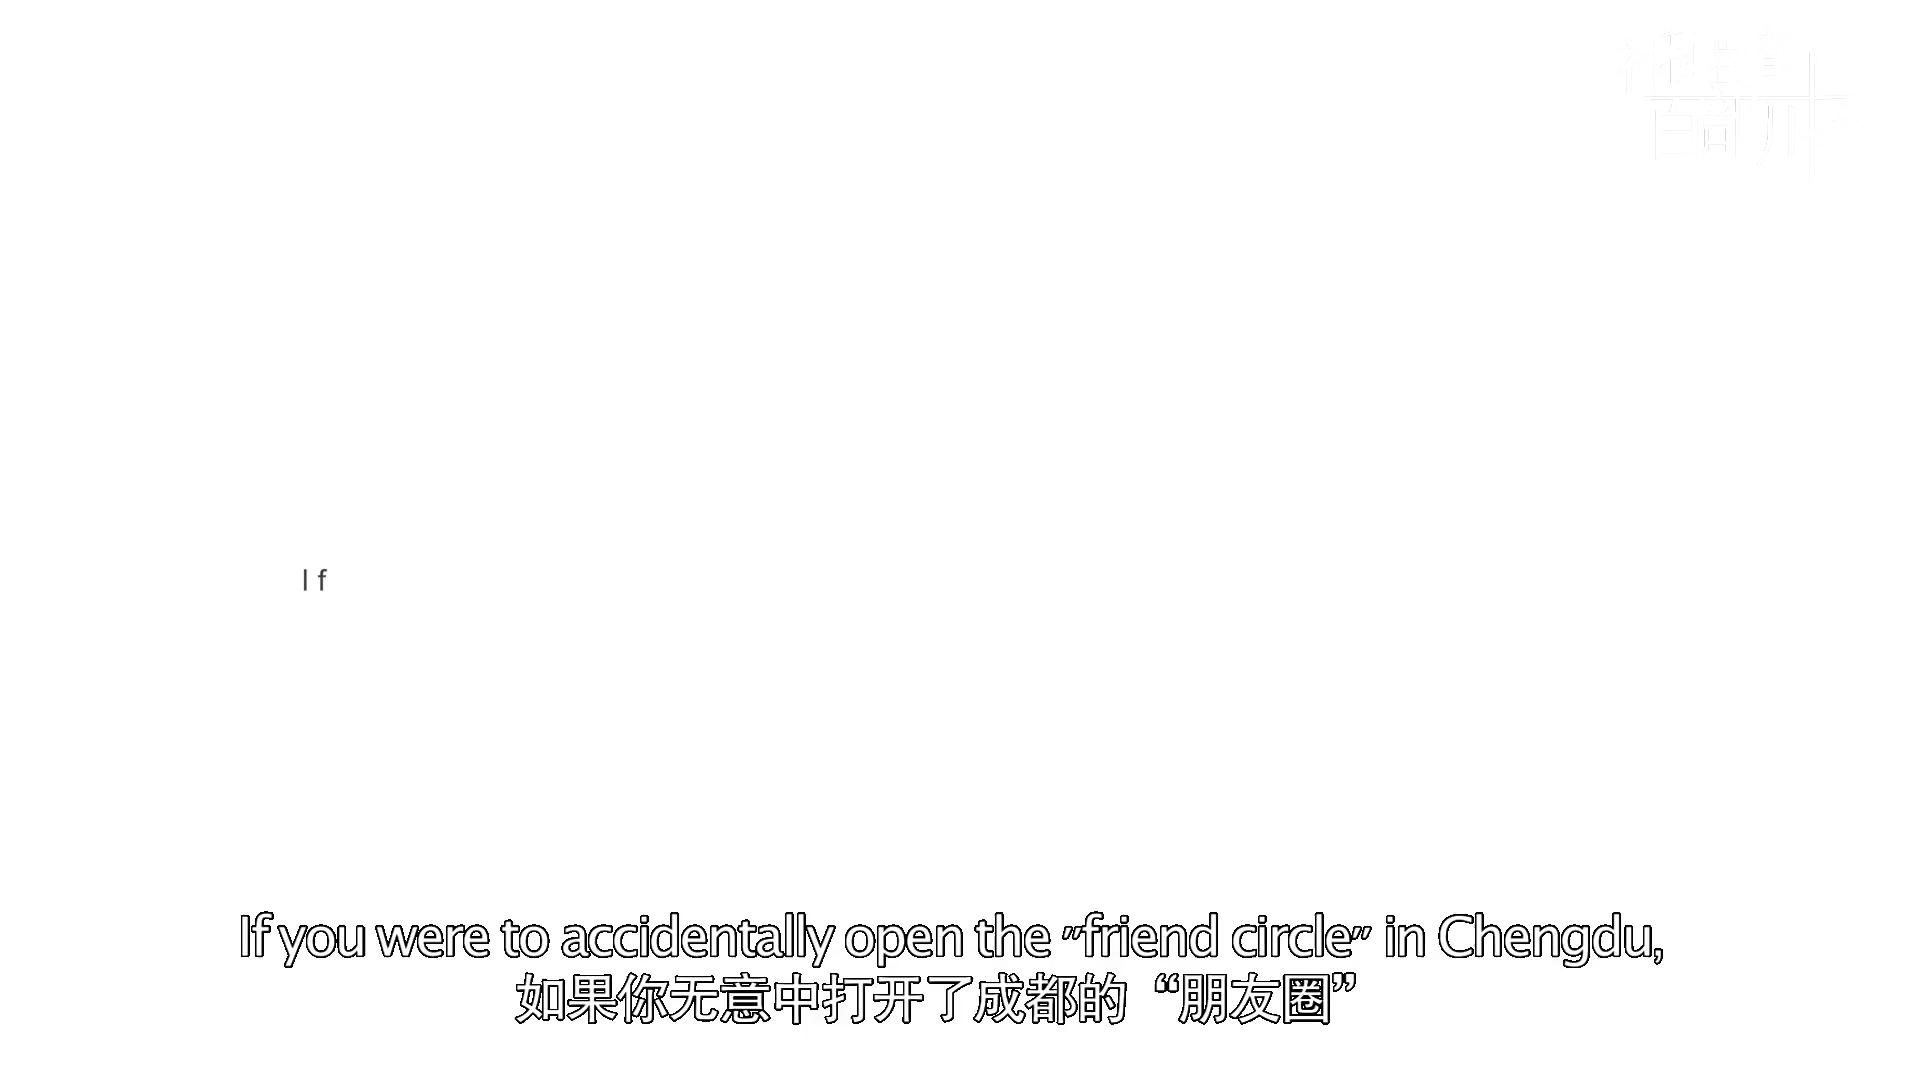 If
If you were to accidentally open the "friend circle" in Chengdu,
如果你无意中打开了成都的“朋友圈”